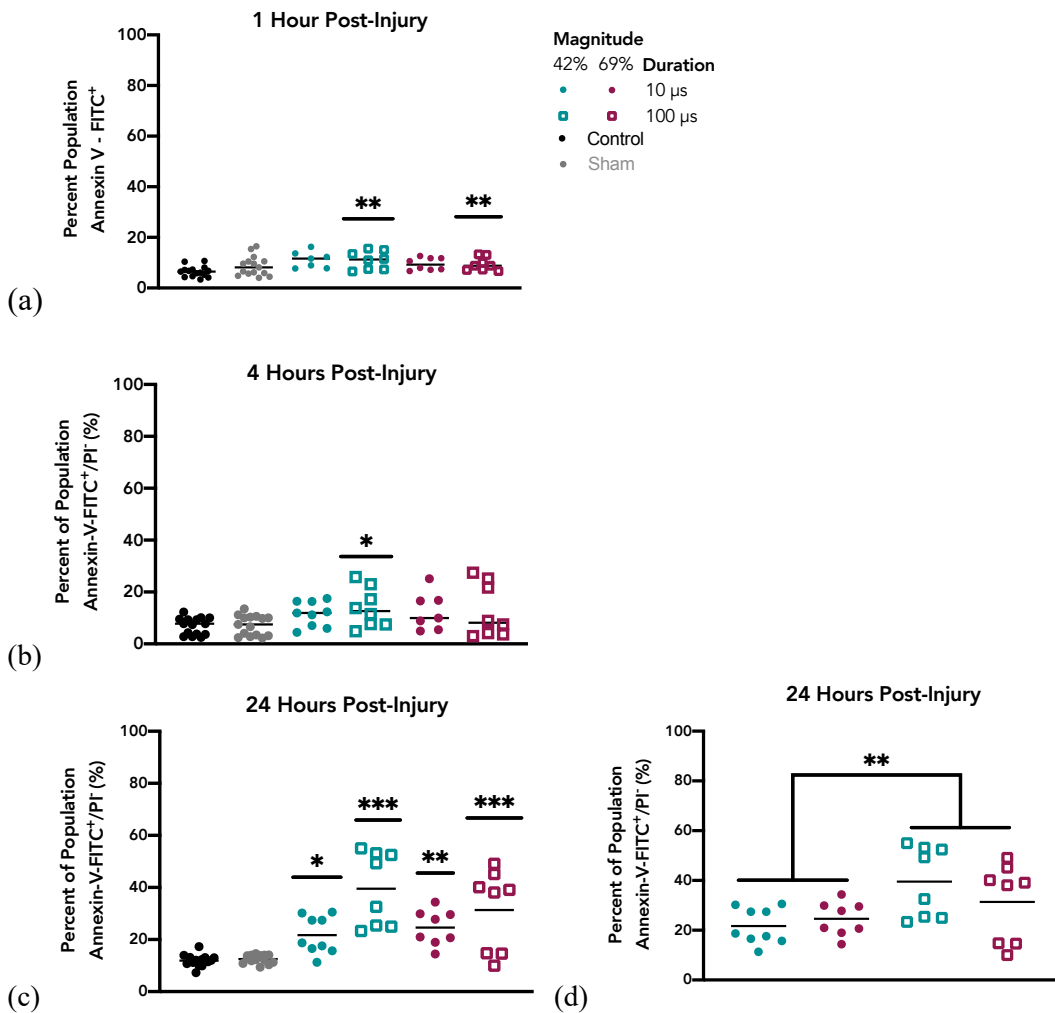 1 Hour Post-Injury
Percent Population
Annexin V - FITC⁺
100
80
60
40
20
0
** **
Magnitude
42% 69% Duration
10 µs
100 µs
Control
Sham
(a)
4 Hours Post-Injury
Percent of Population
Annexin-V-FITC⁺/PI⁻ (%)
100
80
60
40
20
0
*
(b)
24 Hours Post-Injury
Percent of Population
Annexin-V-FITC⁺/PI⁻ (%)
100
80
60
40
20
0
* *** ** ***
(c)
24 Hours Post-Injury
Percent of Population
Annexin-V-FITC⁺/PI⁻ (%)
100
80
60
40
20
0
**
(d)